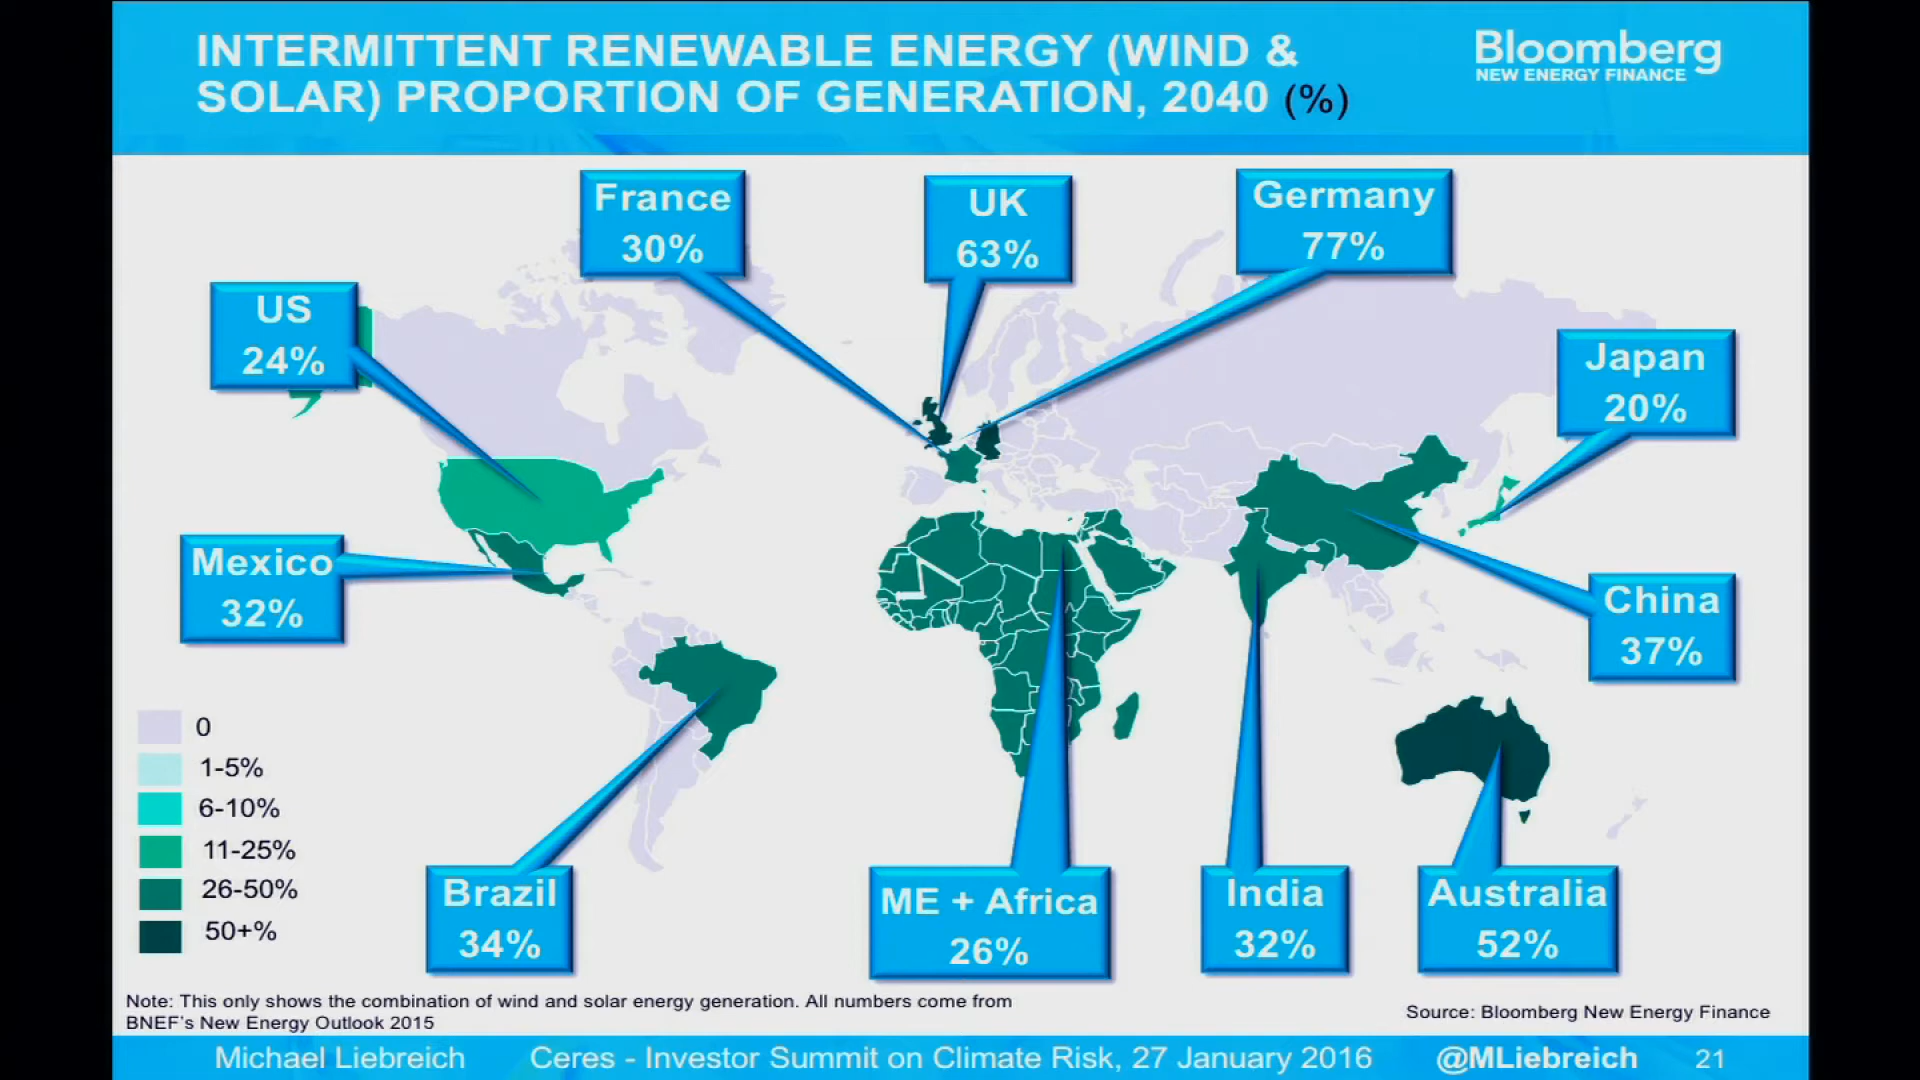 INTERMITTENT RENEWABLE ENERGY (WIND &
SOLAR) PROPORTION OF GENERATION, 2040 (%)
Bloomberg
NEW ENERGY FINANCE
France
30%
UK
63%
Germany
77%
US
24%
Japan
20%
Mexico
32%
China
37%
0
1-5%
6-10%
11-25%
26-50%
50+%
Brazil
34%
ME + Africa
26%
India
32%
Australia
52%
Note: This only shows the combination of wind and solar energy generation. All numbers come from
BNEF's New Energy Outlook 2015
Source: Bloomberg New Energy Finance
Michael Liebreich
Ceres - Investor Summit on Climate Risk, 27 January 2016
@MLiebreich
21